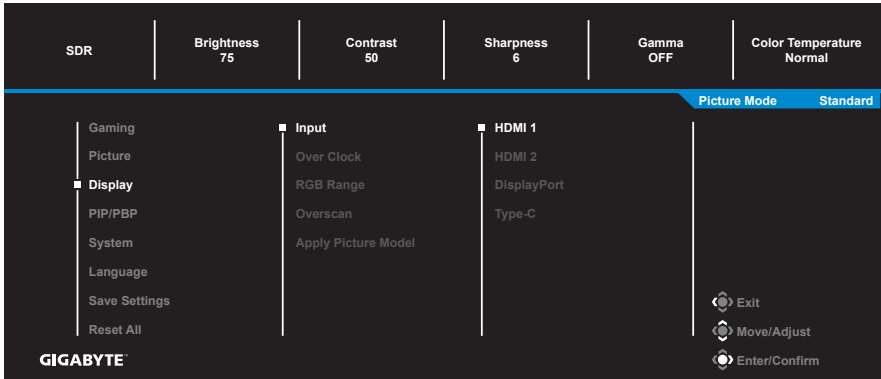 SDR
Brightness
75
Contrast
50
Sharpness
6
Gamma
OFF
Color Temperature
Normal
Picture Mode Standard
Gaming
Picture
Display
PIP/PBP
System
Language
Save Settings
Reset All
Input
Over Clock
RGB Range
Overscan
Apply Picture Model
HDMI 1
HDMI 2
DisplayPort
Type-C
Exit
Move/Adjust
Enter/Confirm
GIGABYTE™